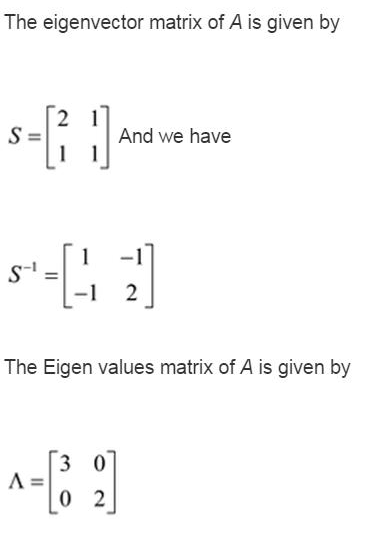 The eigenvector matrix of A is given by
S = [2 1
1 1] And we have
S⁻¹ = [1 −1
−1 2]
The Eigen values matrix of A is given by
Λ = [3 0
0 2]